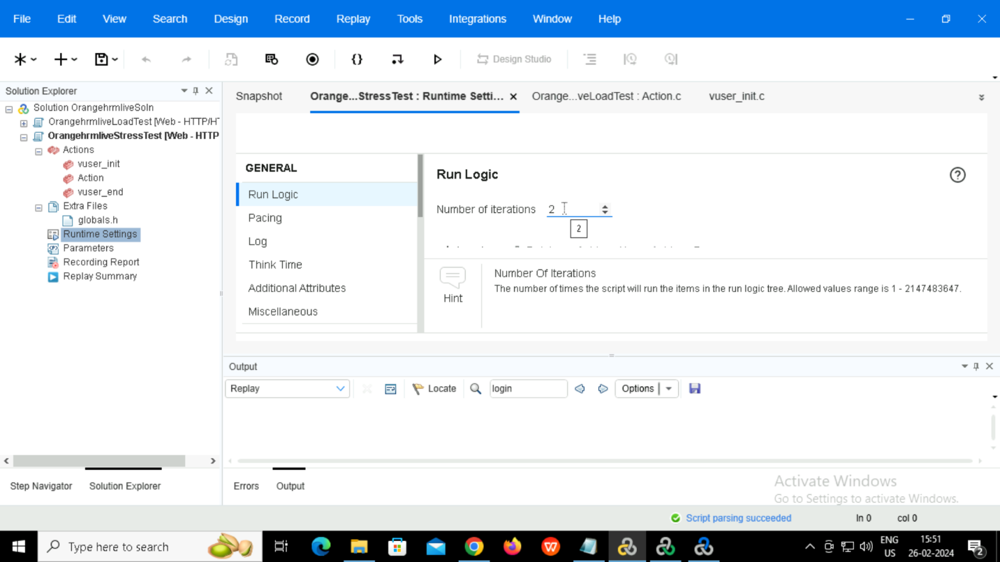 File Edit View Search Design Record Replay Tools Integrations Window Help
Design Studio
Solution Explorer
Solution OrangehrmliveSoln
OrangehrmliveLoadTest [Web - HTTP/HT
OrangehrmliveStressTest [Web - HTTP
Actions
vuser_init
Action
vuser_end
Extra Files
globals.h
Runtime Settings
Parameters
Recording Report
Replay Summary
Step Navigator Solution Explorer
Snapshot Orange...StressTest : Runtime Setti... Orange...veLoadTest : Action.c vuser_init.c
GENERAL
Run Logic
Pacing
Log
Think Time
Additional Attributes
Miscellaneous
Run Logic
Number of iterations 2
2
Hint
Number Of Iterations
The number of times the script will run the items in the run logic tree. Allowed values range is 1 - 2147483647.
Output
Replay Locate login Options
Errors Output
Activate Windows
Go to Settings to activate Windows.
Script parsing succeeded ln 0 col 0
Type here to search
ENG
US
15:51
26-02-2024
2